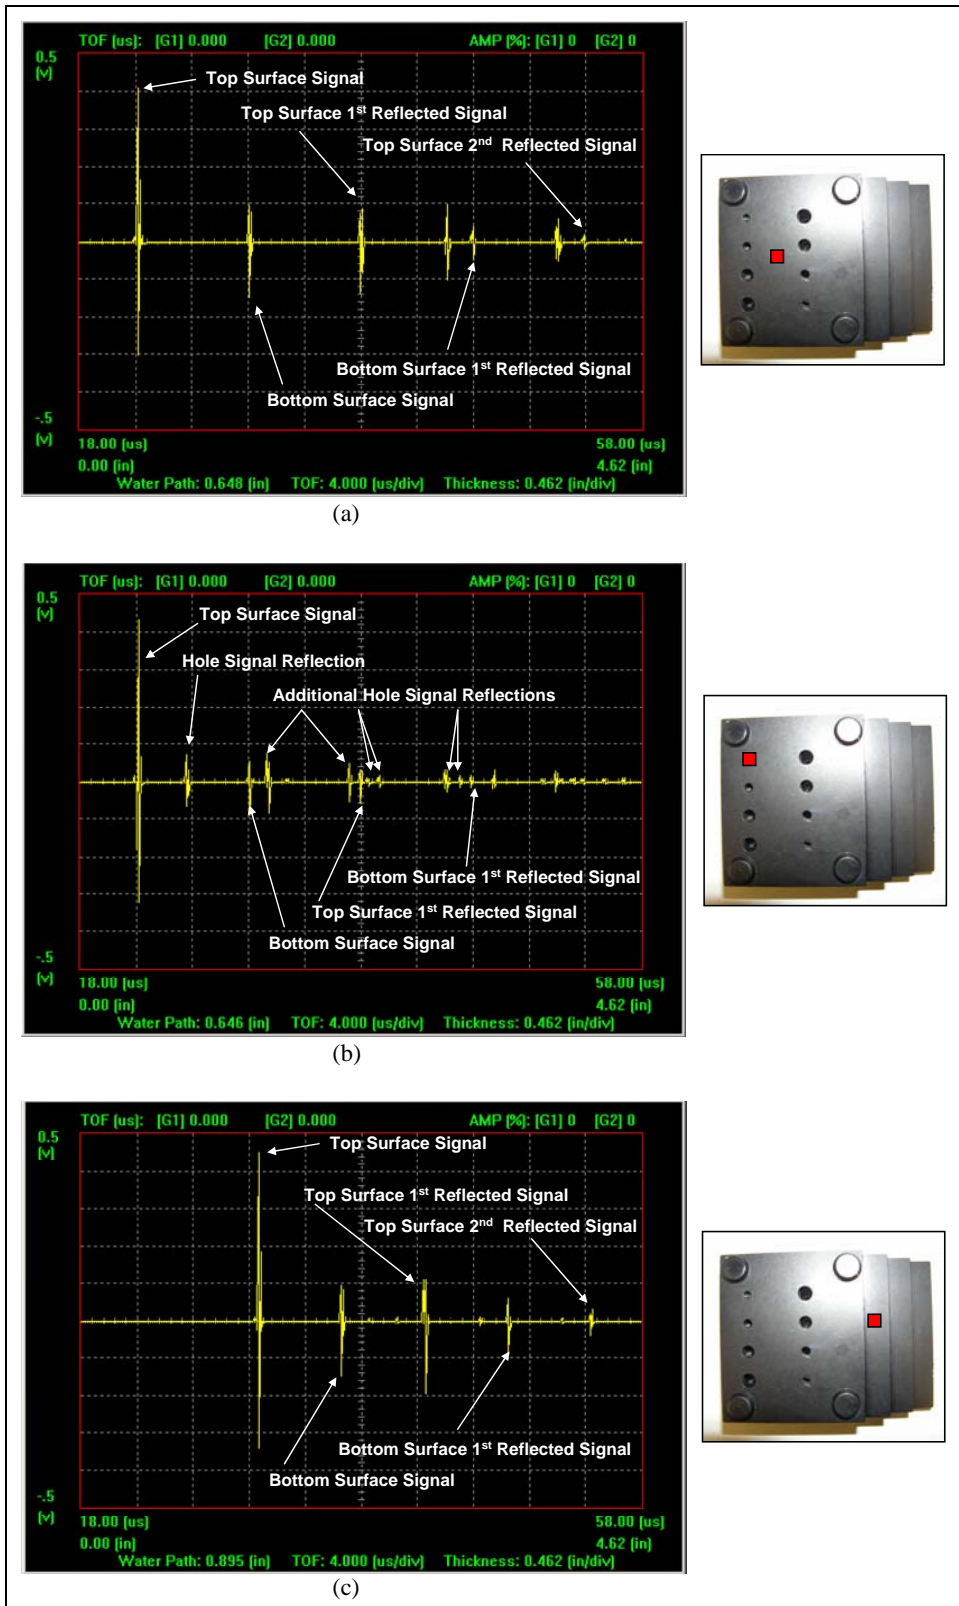 TOF (us): [G1] 0.000 [G2] 0.000 AMP (%): [G1] 0 [G2] 0
0.5
(v)
Top Surface Signal
Top Surface 1st Reflected Signal
Top Surface 2nd Reflected Signal
Bottom Surface 1st Reflected Signal
Bottom Surface Signal
-.5
(v)
18.00 (us) 58.00 (us)
0.00 (in) 4.62 (in)
Water Path: 0.648 (in) TOF: 4.000 (us/div) Thickness: 0.462 (in/div)
(a)
TOF (us): [G1] 0.000 [G2] 0.000 AMP (%): [G1] 0 [G2] 0
0.5
(v)
Top Surface Signal
Hole Signal Reflection
Additional Hole Signal Reflections
Bottom Surface 1st Reflected Signal
Top Surface 1st Reflected Signal
Bottom Surface Signal
-.5
(v)
18.00 (us) 58.00 (us)
0.00 (in) 4.62 (in)
Water Path: 0.646 (in) TOF: 4.000 (us/div) Thickness: 0.462 (in/div)
(b)
TOF (us): [G1] 0.000 [G2] 0.000 AMP (%): [G1] 0 [G2] 0
0.5
(v)
Top Surface Signal
Top Surface 1st Reflected Signal
Top Surface 2nd Reflected Signal
Bottom Surface 1st Reflected Signal
Bottom Surface Signal
-.5
(v)
18.00 (us) 58.00 (us)
0.00 (in) 4.62 (in)
Water Path: 0.895 (in) TOF: 4.000 (us/div) Thickness: 0.462 (in/div)
(c)